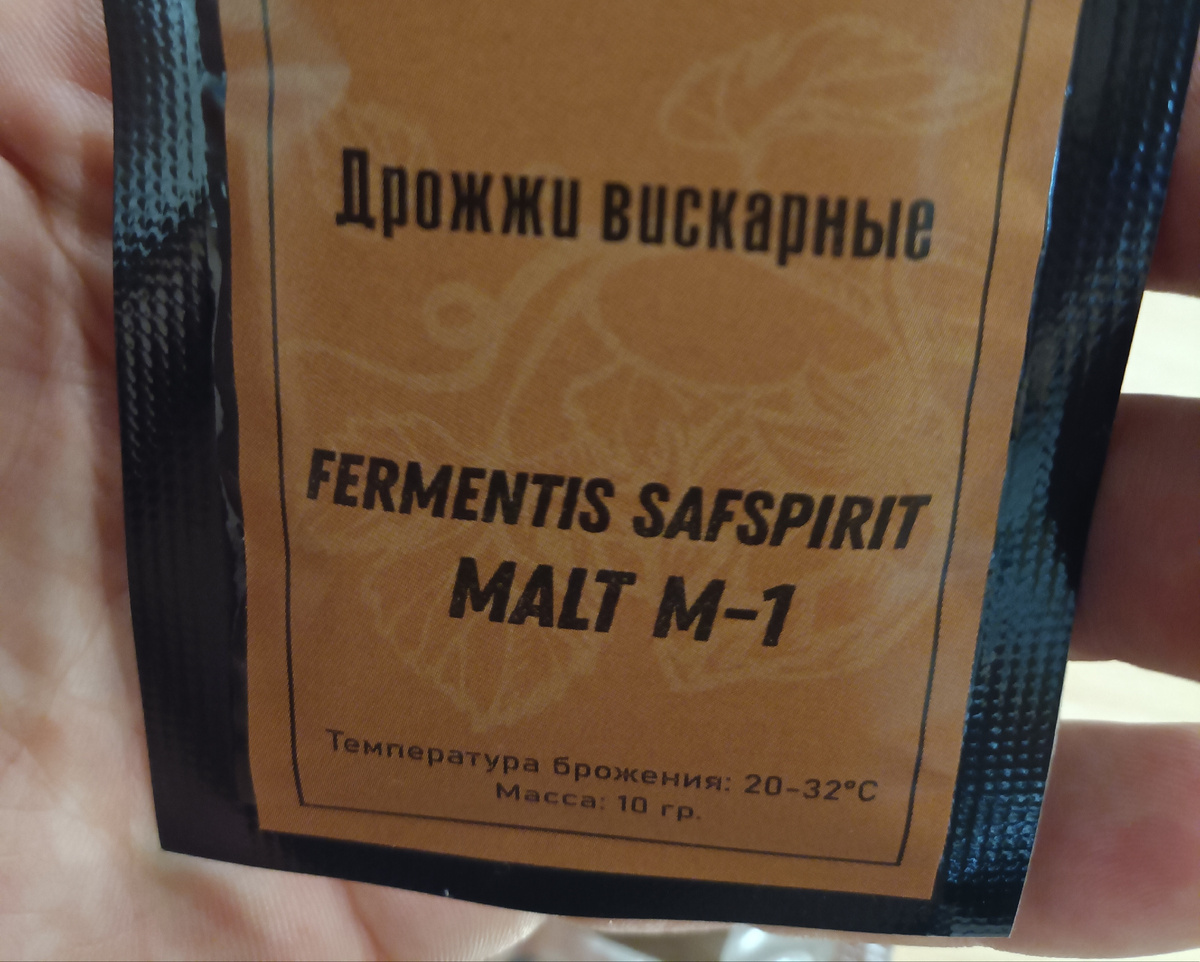 Дрожжи вискарные
FERMENTIS SAFSPIRIT
MALT M-1
Температура брожения: 20-32°C
Масса: 10 гр.